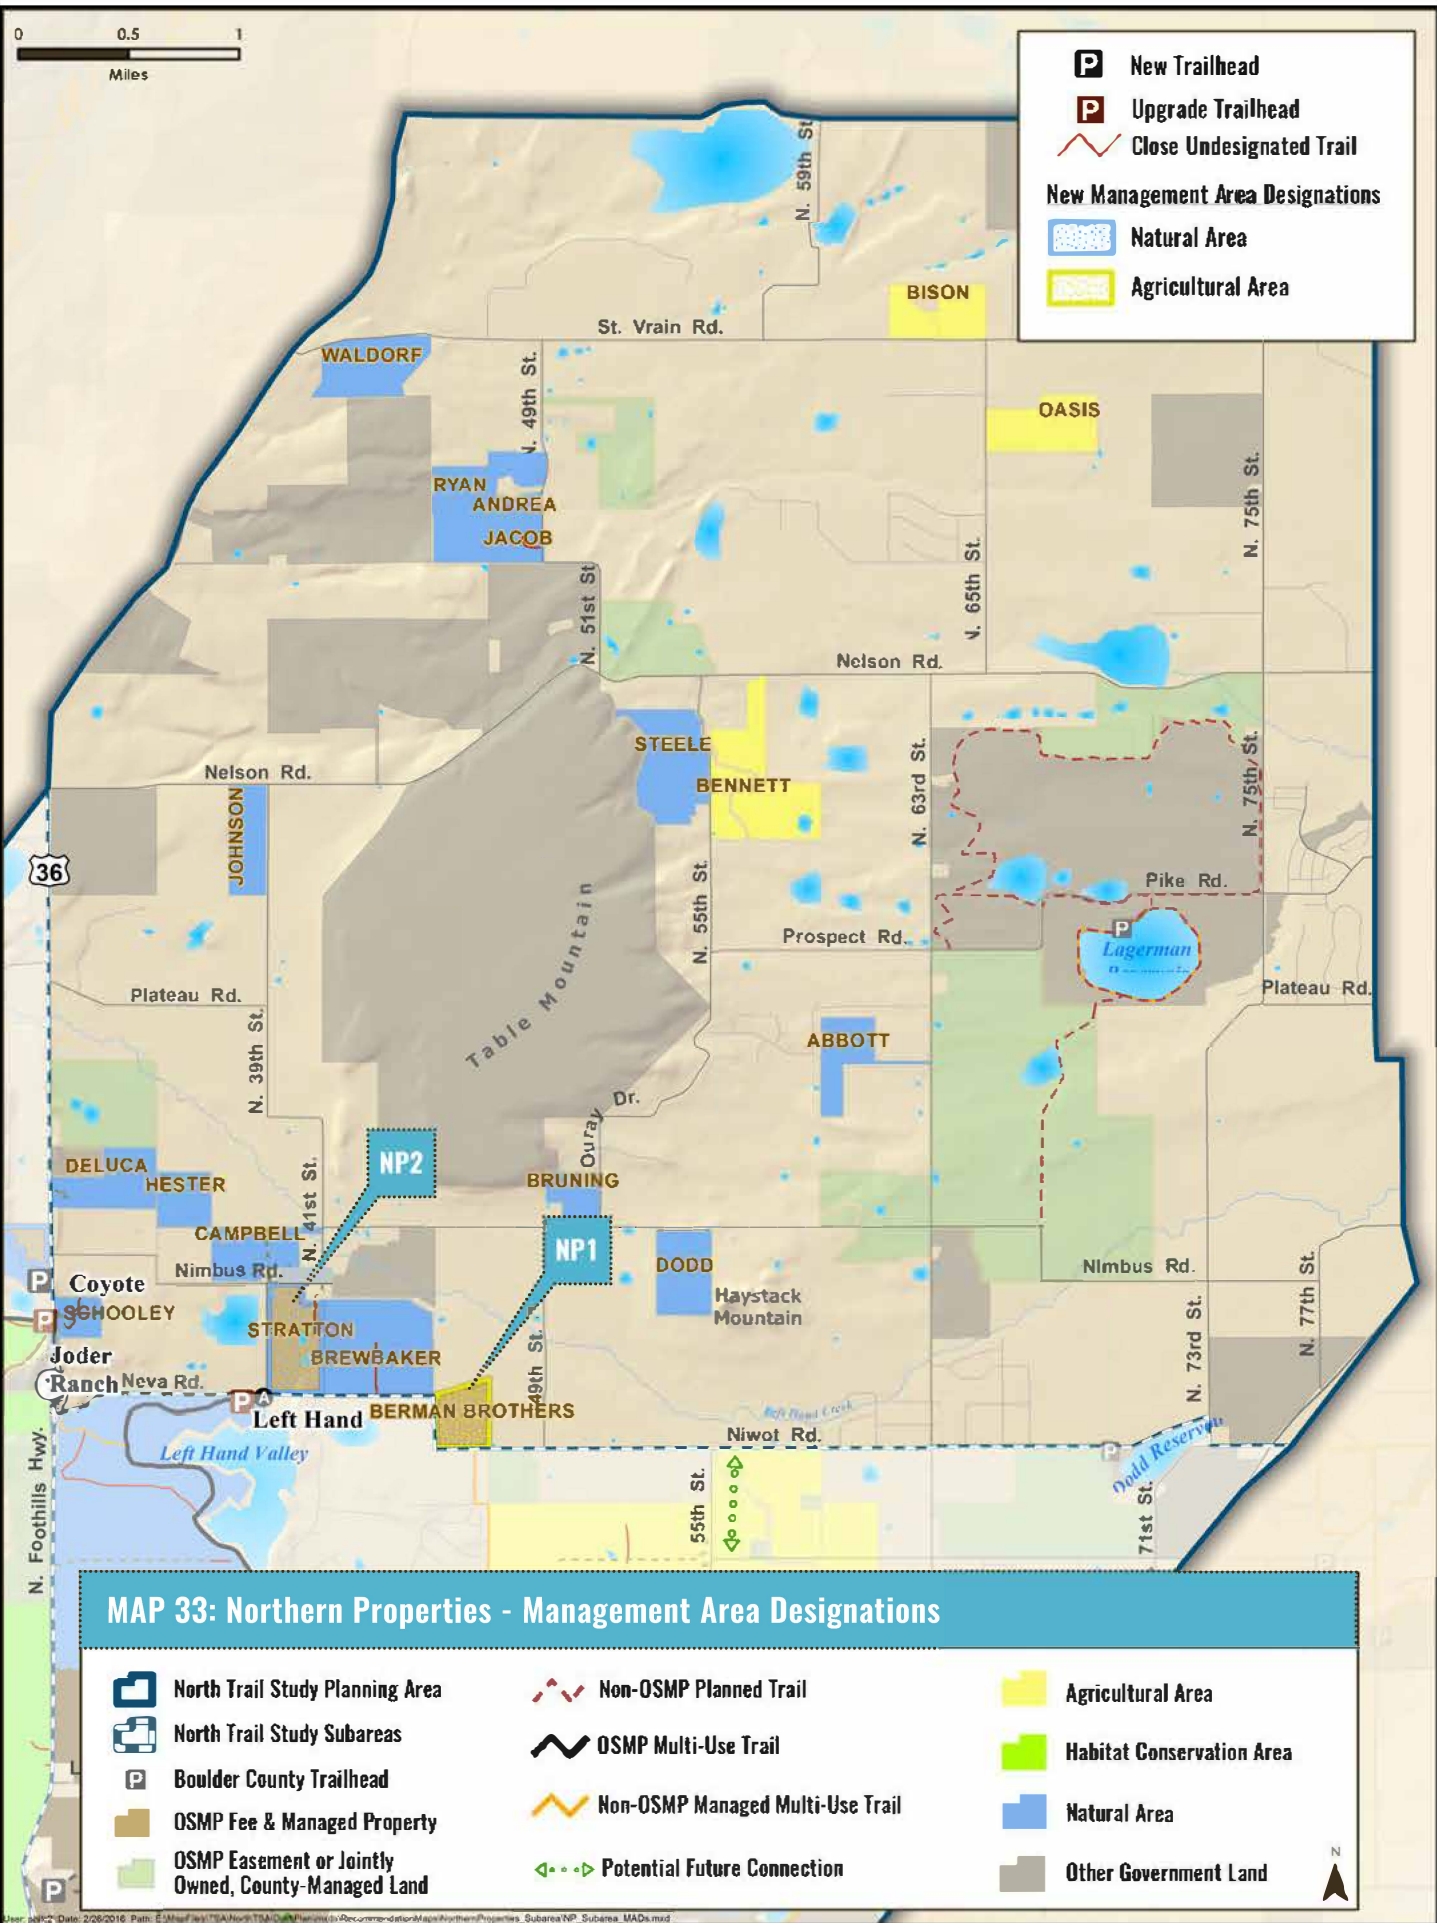 0 0.5 1
Miles
New Trailhead
Upgrade Trailhead
Close Undesignated Trail
New Management Area Designations
Natural Area
Agricultural Area
N. 59th St.
BISON
St. Vrain Rd.
WALDORF
N. 49th St.
OASIS
RYAN
ANDREA
JACOB
N. 75th St.
N. 51st St
N. 65th St.
Nelson Rd.
STEELE
BENNETT
N. 63rd St.
N. 75th St.
Nelson Rd.
JOHNSON
36
Pike Rd.
N. 55th St.
Table Mountain
Prospect Rd.
P
Lagerman
Plateau Rd.
Plateau Rd.
N. 39th St.
ABBOTT
Ouray Dr.
NP2
DELUCA
HESTER
N. 41st St.
BRUNING
CAMPBELL
NP1
DODD
Nimbus Rd.
Nimbus Rd.
P
Coyote
SCHOOLEY
P
Haystack
Mountain
N. 77th St.
N. 73rd St.
STRATTON
BREWBAKER
49th St.
Joder
Ranch
Neva Rd.
P
A
Left Hand
BERMAN BROTHERS
Left Hand Creek
Niwot Rd.
Left Hand Valley
P
Dodd Reservoi
N. Foothills Hwy.
55th St.
71st St.
MAP 33: Northern Properties - Management Area Designations
North Trail Study Planning Area
North Trail Study Subareas
P Boulder County Trailhead
OSMP Fee & Managed Property
OSMP Easement or Jointly
Owned, County-Managed Land
Non-OSMP Planned Trail
OSMP Multi-Use Trail
Non-OSMP Managed Multi-Use Trail
Potential Future Connection
Agricultural Area
Habitat Conservation Area
Natural Area
Other Government Land
N
P